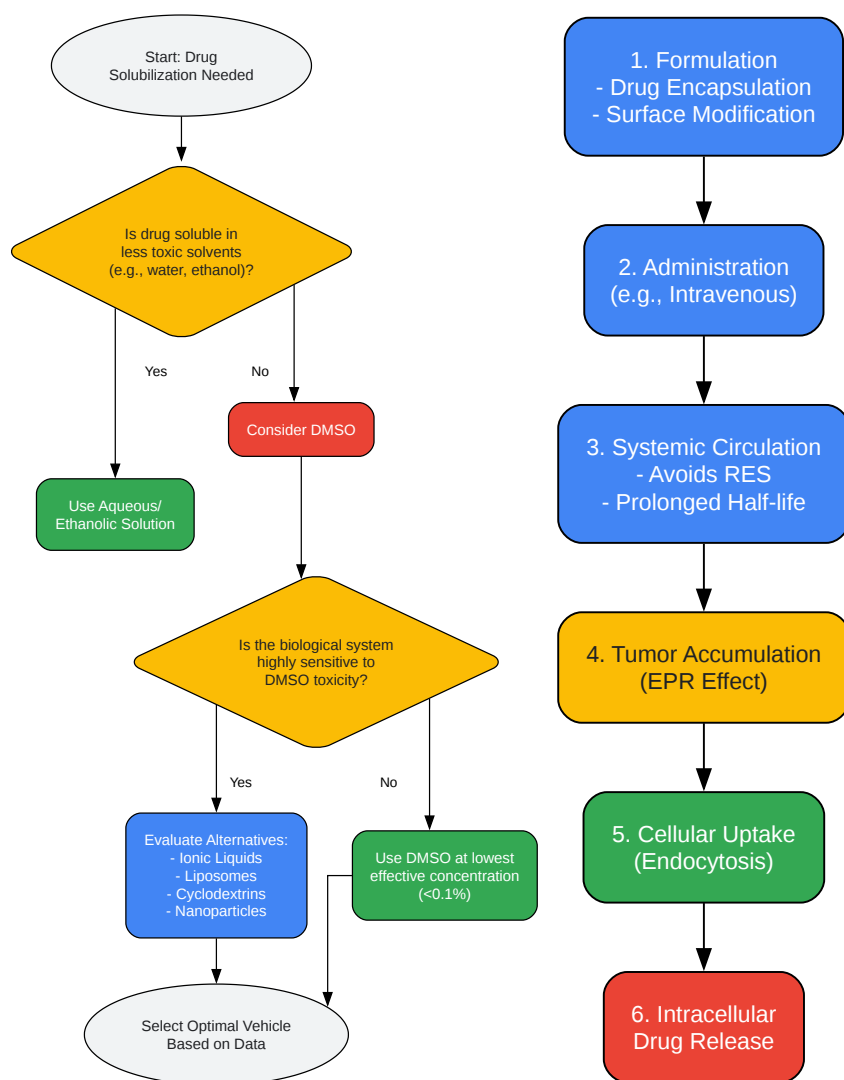 Start: Drug
Solubilization Needed
Is drug soluble in
less toxic solvents
(e.g., water, ethanol)?
Yes
No
Consider DMSO
Use Aqueous/
Ethanolic Solution
Is the biological system
highly sensitive to
DMSO toxicity?
Yes
No
Evaluate Alternatives:
- Ionic Liquids
- Liposomes
- Cyclodextrins
- Nanoparticles
Use DMSO at lowest
effective concentration
(<0.1%)
Select Optimal Vehicle
Based on Data
1. Formulation
- Drug Encapsulation
- Surface Modification
2. Administration
(e.g., Intravenous)
3. Systemic Circulation
- Avoids RES
- Prolonged Half-life
4. Tumor Accumulation
(EPR Effect)
5. Cellular Uptake
(Endocytosis)
6. Intracellular
Drug Release